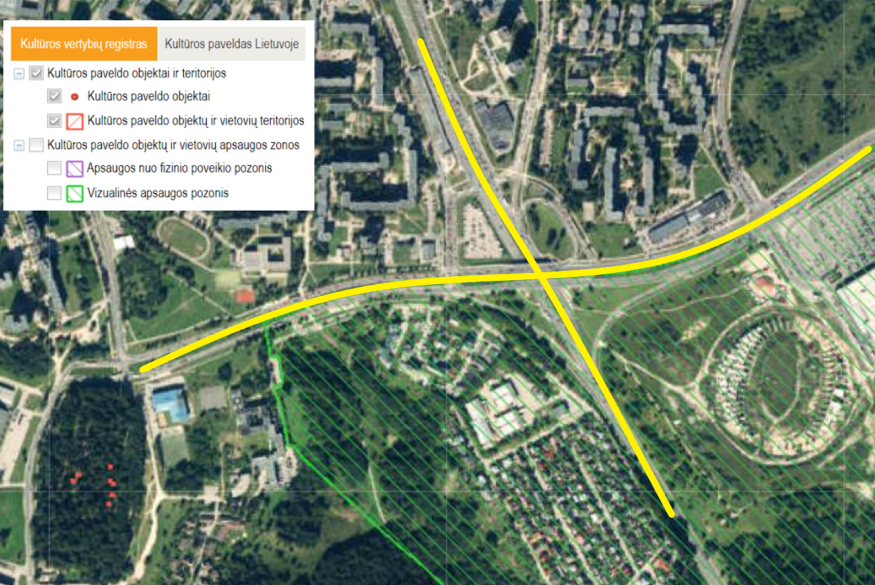 Kultūros vertybių registras Kultūros paveldas Lietuvoje
Kultūros paveldo objektai ir teritorijos
Kultūros paveldo objektai
Kultūros paveldo objektų ir vietovių teritorijos
Kultūros paveldo objektų ir vietovių apsaugos zonos
Apsaugos nuo fizinio poveikio pozonis
Vizualinės apsaugos pozonis